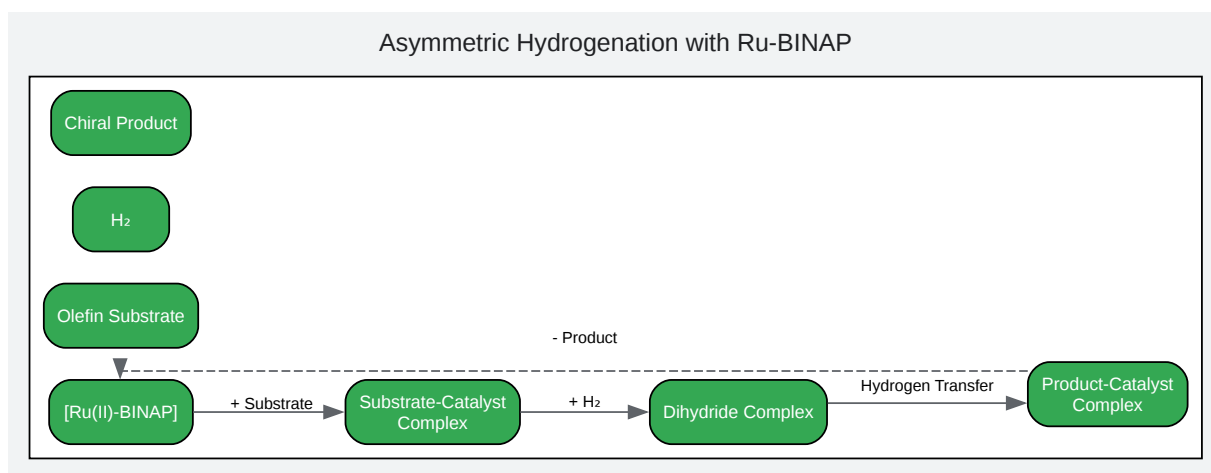 Asymmetric Hydrogenation with Ru-BINAP
Chiral Product
H₂
Olefin Substrate
- Product
[Ru(II)-BINAP]
+ Substrate
Substrate-Catalyst
Complex
+ H₂
Dihydride Complex
Hydrogen Transfer
Product-Catalyst
Complex